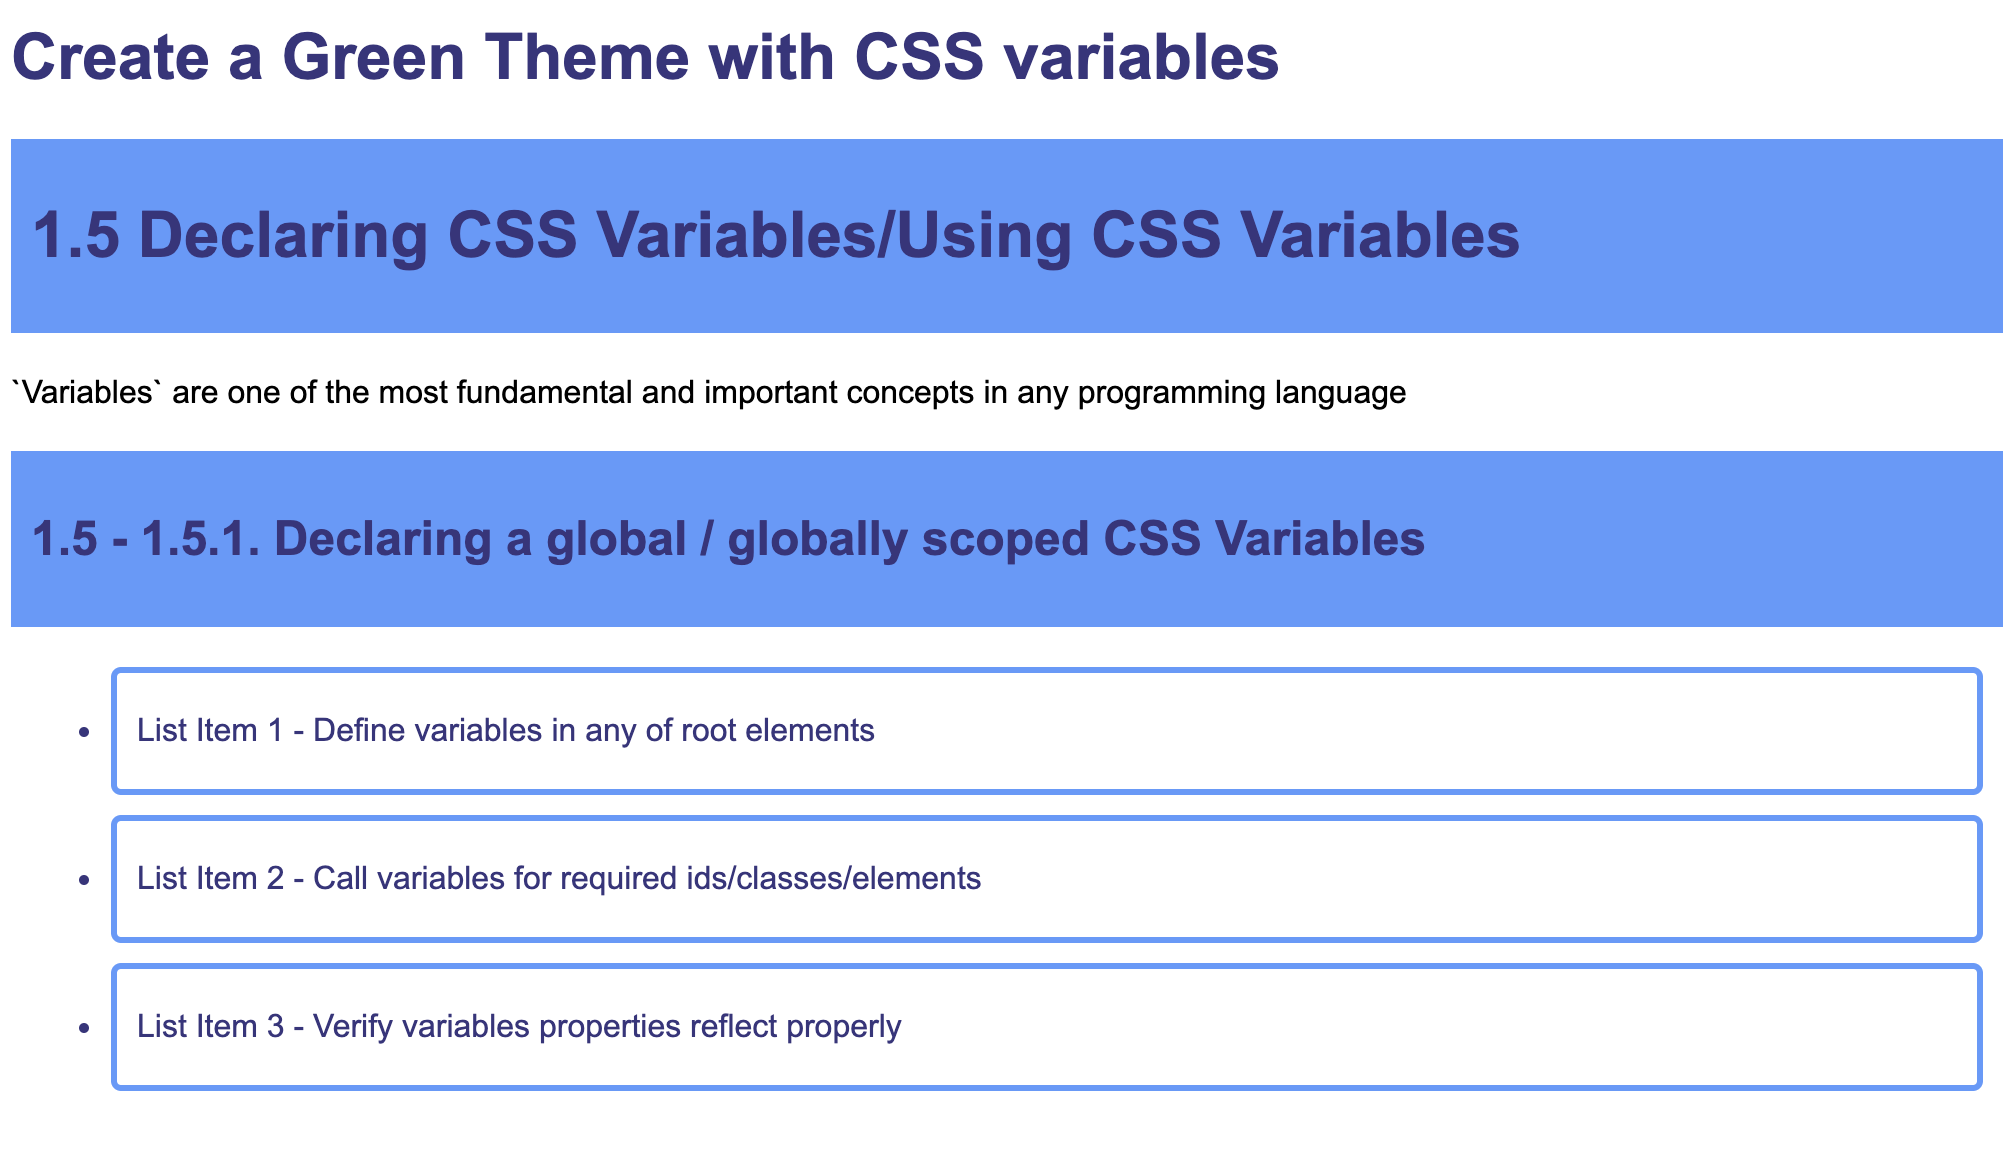 Create a Green Theme with CSS variables
1.5 Declaring CSS Variables/Using CSS Variables
`Variables` are one of the most fundamental and important concepts in any programming language
1.5 - 1.5.1. Declaring a global / globally scoped CSS Variables
• List Item 1 - Define variables in any of root elements
• List Item 2 - Call variables for required ids/classes/elements
• List Item 3 - Verify variables properties reflect properly